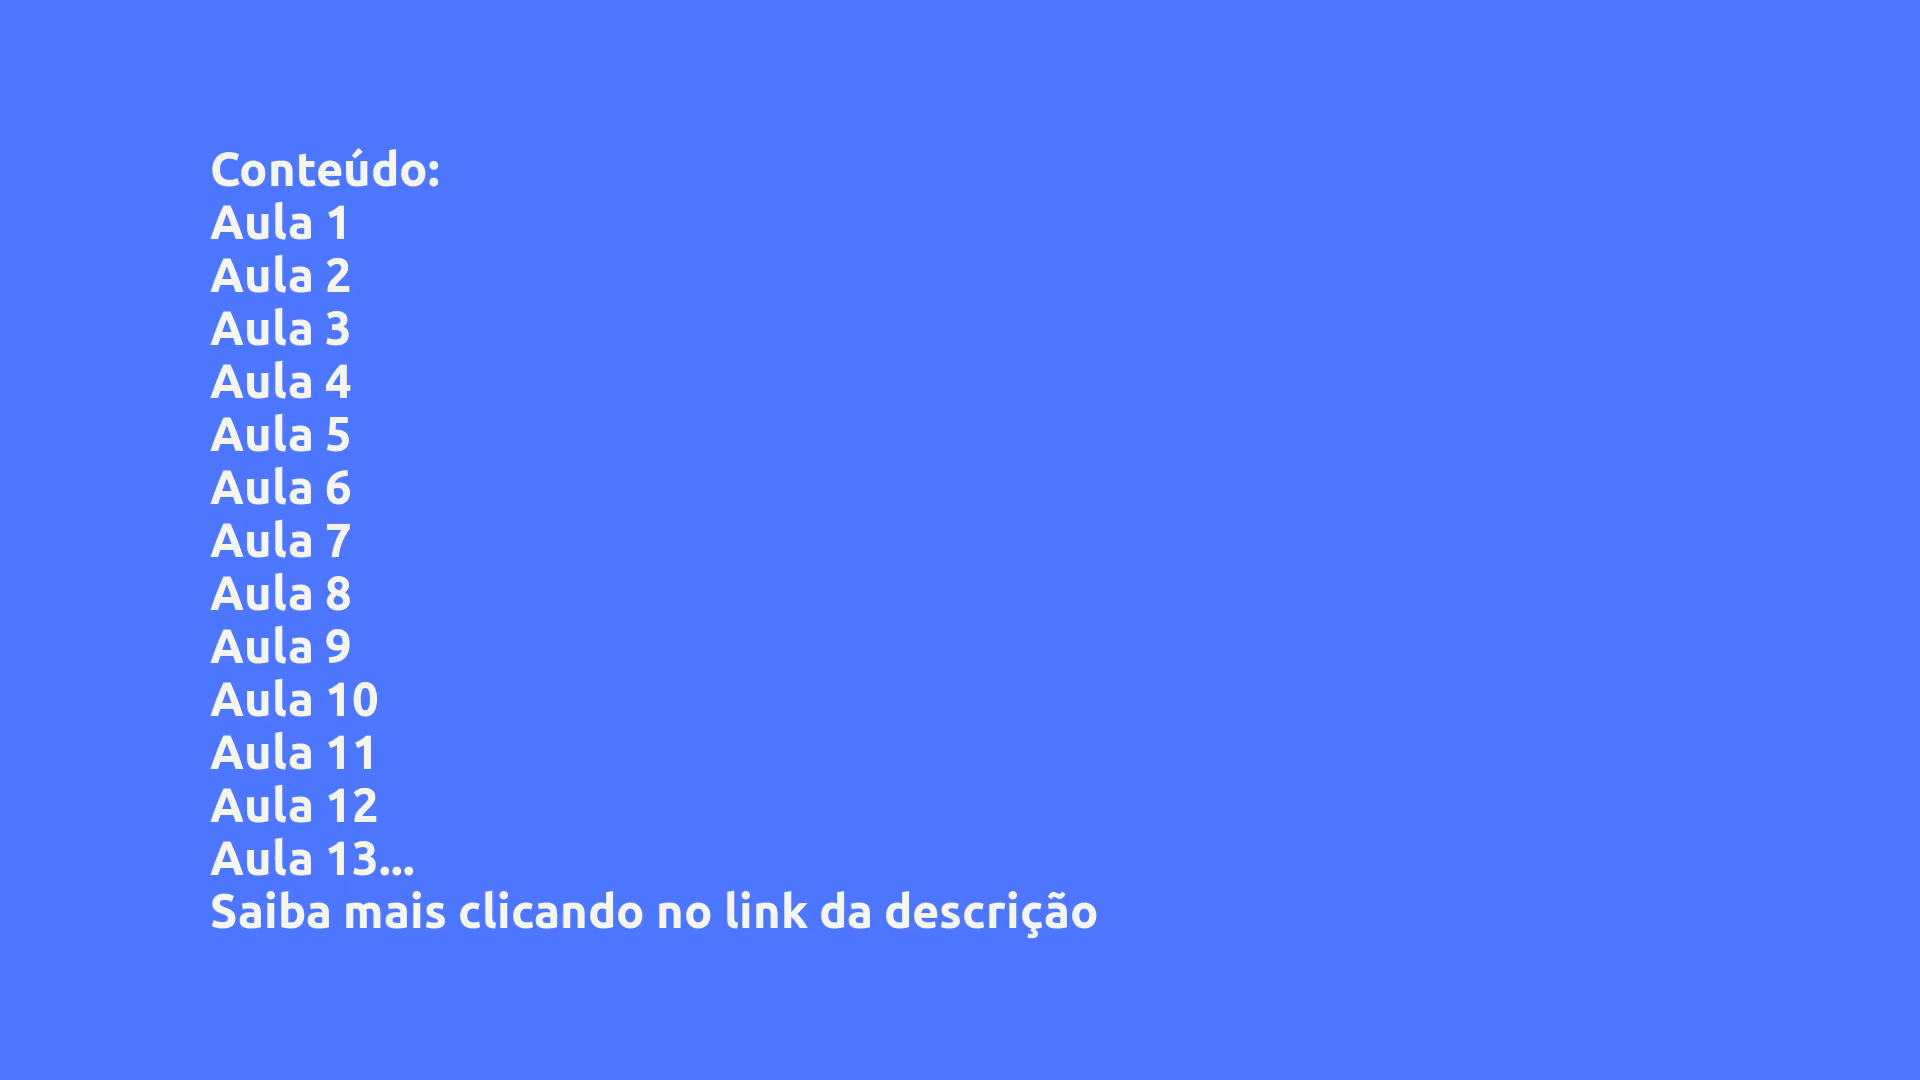 Conteúdo:
Aula 1
Aula 2
Aula 3
Aula 4
Aula 5
Aula 6
Aula 7
Aula 8
Aula 9
Aula 10
Aula 11
Aula 12
Aula 13...
Saiba mais clicando no link da descrição